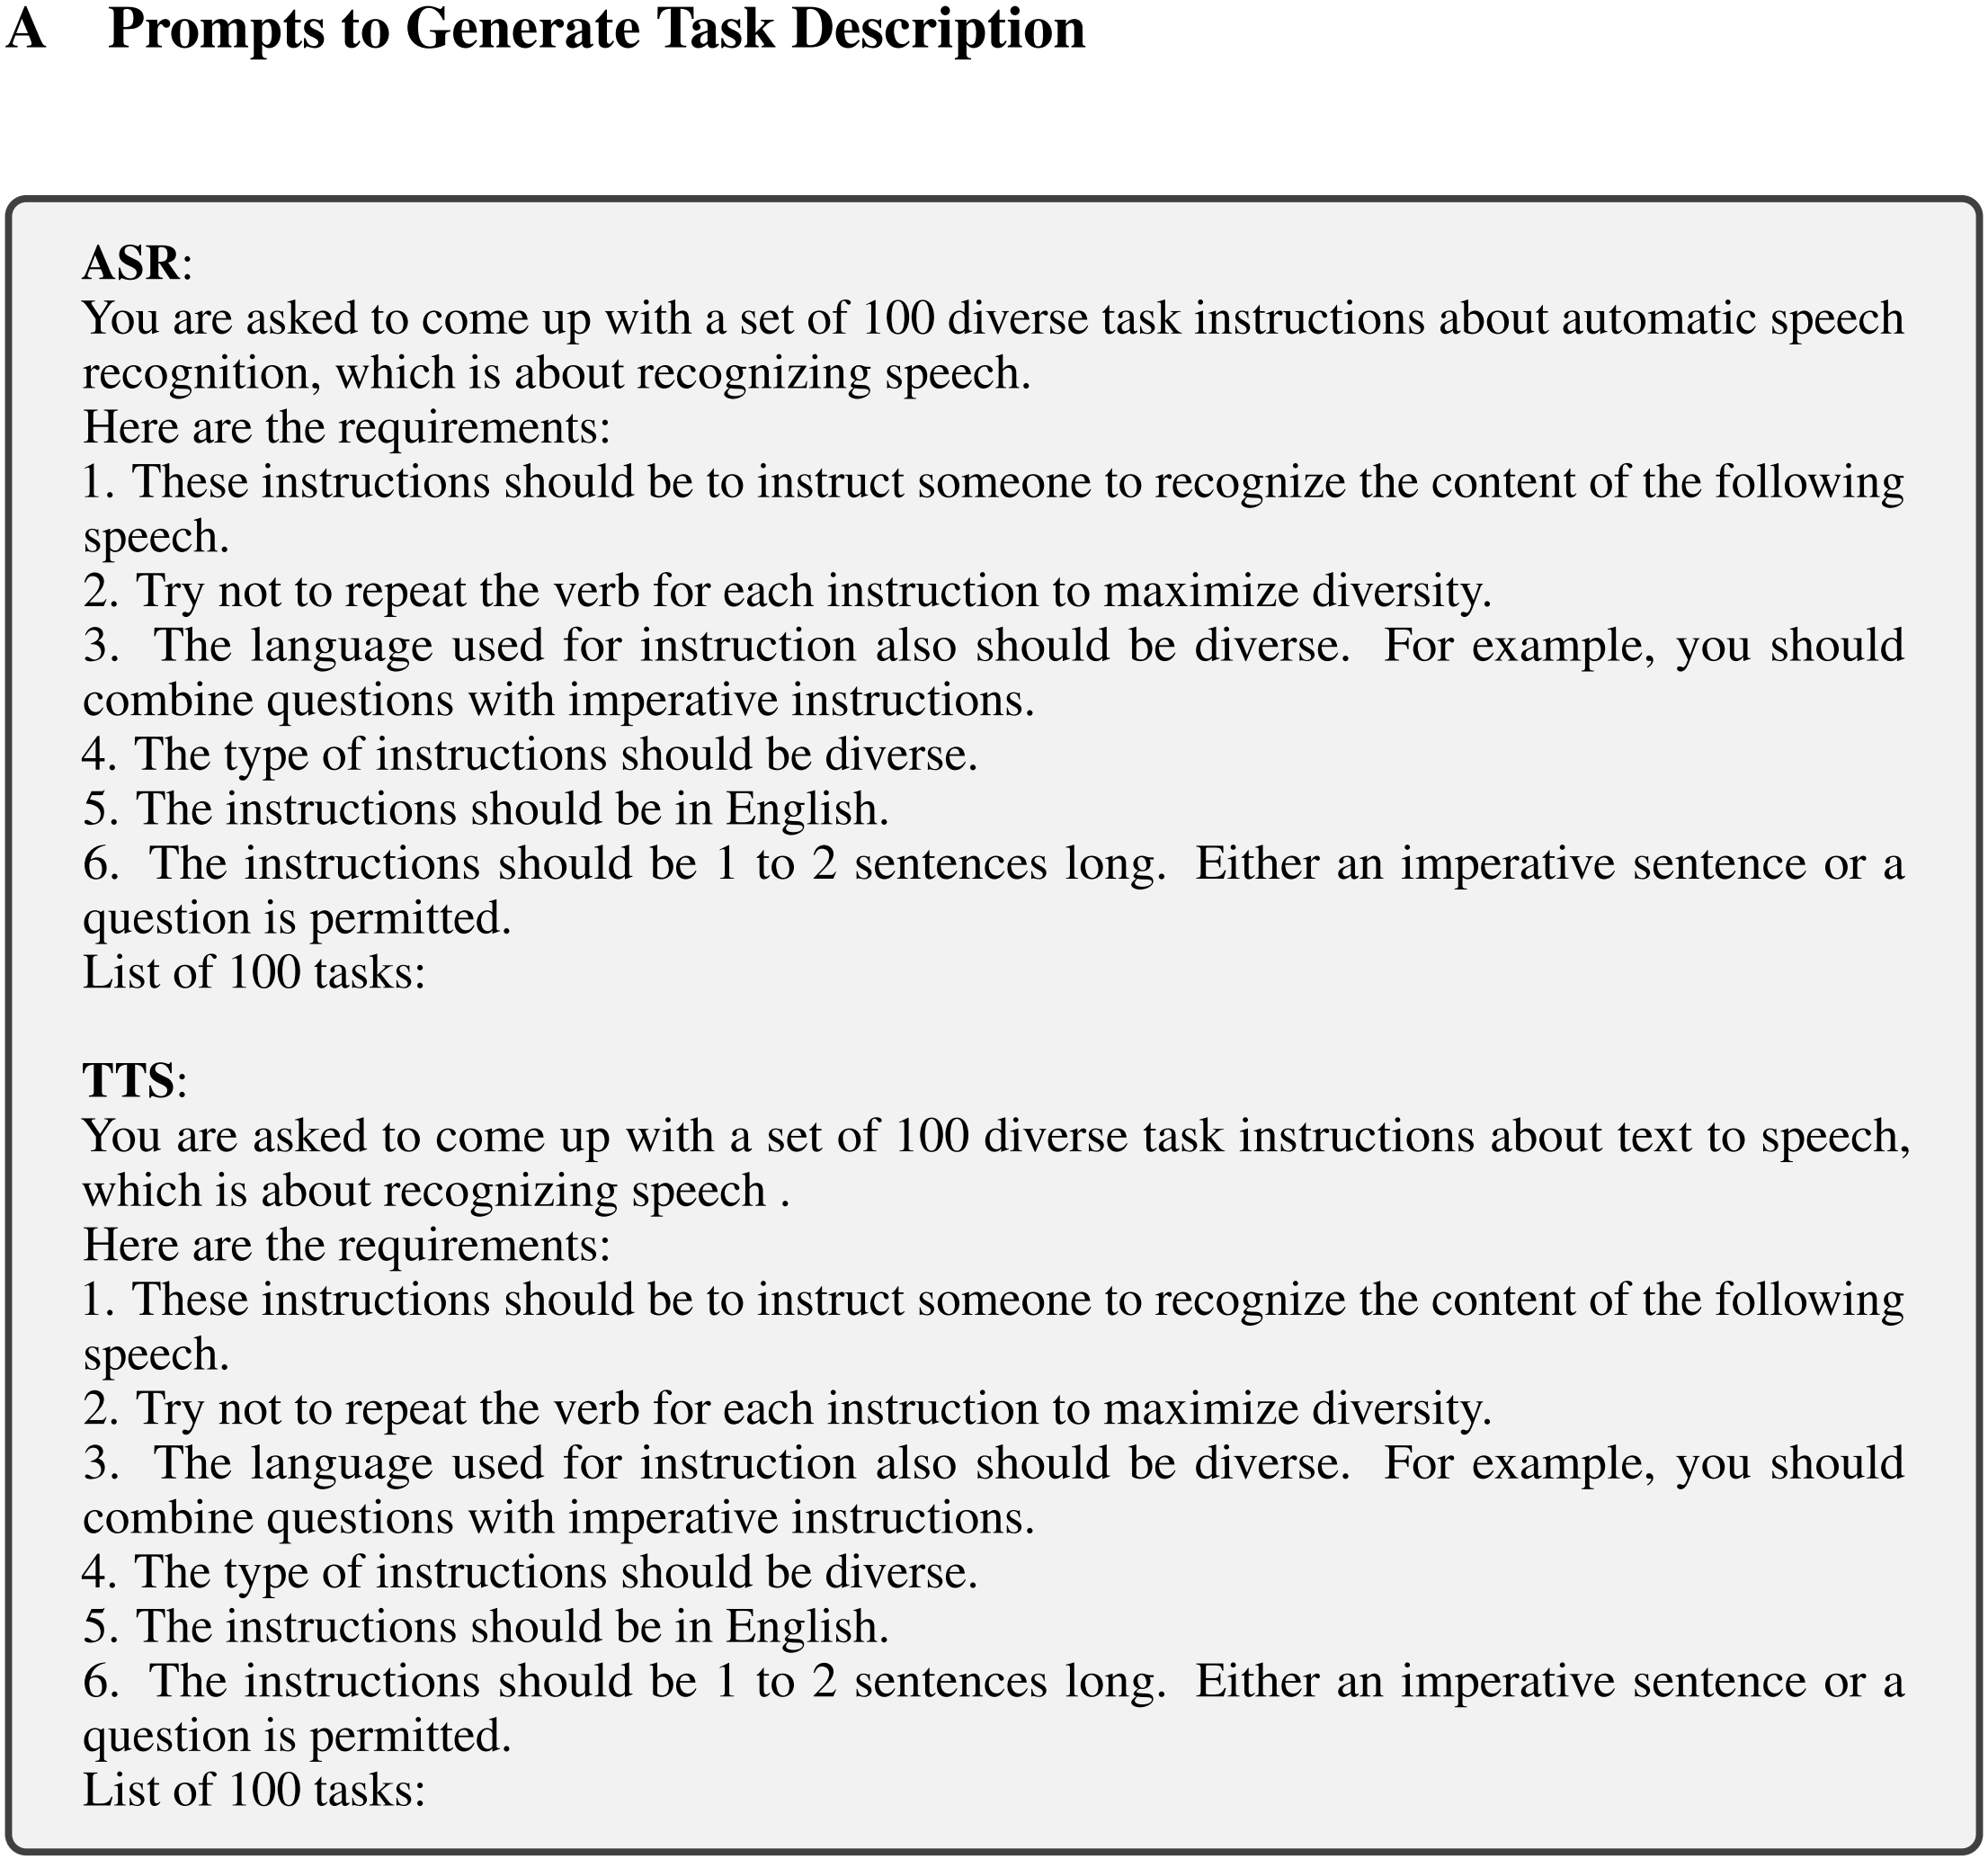 A Prompts to Generate Task Description
ASR:
You are asked to come up with a set of 100 diverse task instructions about automatic speech
recognition, which is about recognizing speech.
Here are the requirements:
1. These instructions should be to instruct someone to recognize the content of the following
speech.
2. Try not to repeat the verb for each instruction to maximize diversity.
3. The language used for instruction also should be diverse. For example, you should
combine questions with imperative instructions.
4. The type of instructions should be diverse.
5. The instructions should be in English.
6. The instructions should be 1 to 2 sentences long. Either an imperative sentence or a
question is permitted.
List of 100 tasks:
TTS:
You are asked to come up with a set of 100 diverse task instructions about text to speech,
which is about recognizing speech .
Here are the requirements:
1. These instructions should be to instruct someone to recognize the content of the following
speech.
2. Try not to repeat the verb for each instruction to maximize diversity.
3. The language used for instruction also should be diverse. For example, you should
combine questions with imperative instructions.
4. The type of instructions should be diverse.
5. The instructions should be in English.
6. The instructions should be 1 to 2 sentences long. Either an imperative sentence or a
question is permitted.
List of 100 tasks: